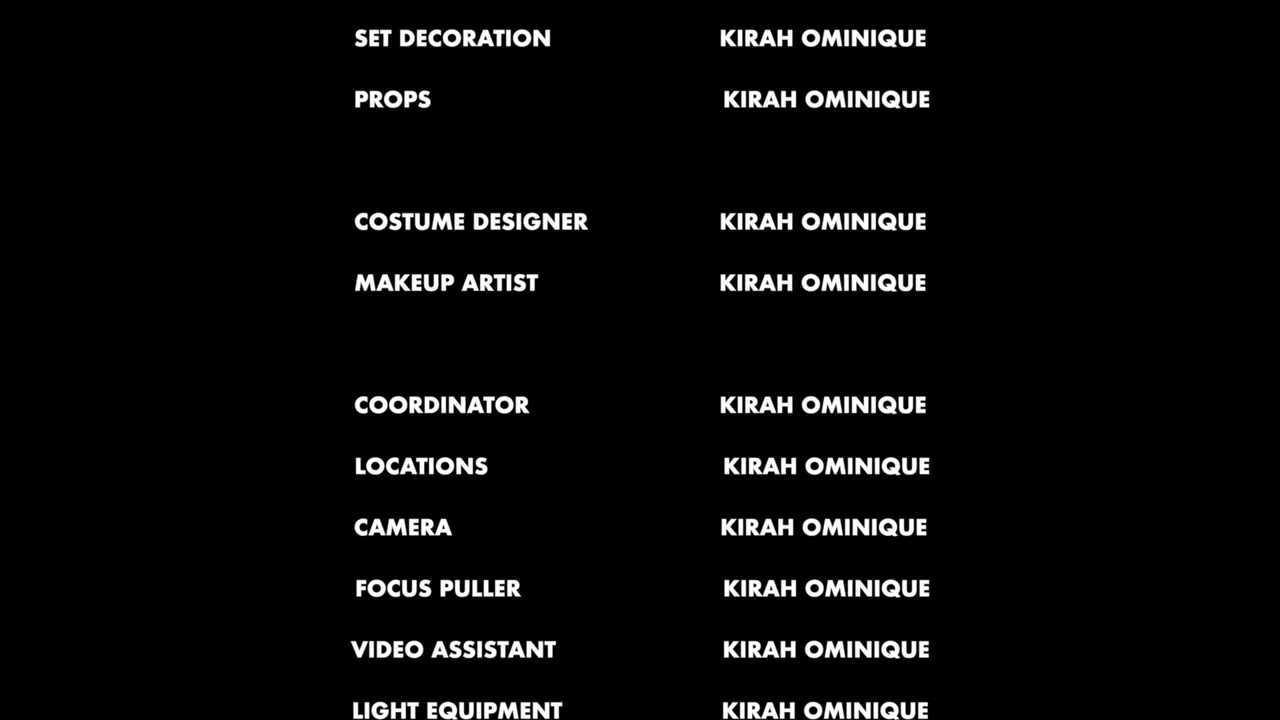 SET DECORATION KIRAH OMINIQUE
PROPS KIRAH OMINIQUE
COSTUME DESIGNER KIRAH OMINIQUE
MAKEUP ARTIST KIRAH OMINIQUE
COORDINATOR KIRAH OMINIQUE
LOCATIONS KIRAH OMINIQUE
CAMERA KIRAH OMINIQUE
FOCUS PULLER KIRAH OMINIQUE
VIDEO ASSISTANT KIRAH OMINIQUE
LIGHT EQUIPMENT KIRAH OMINIQUE